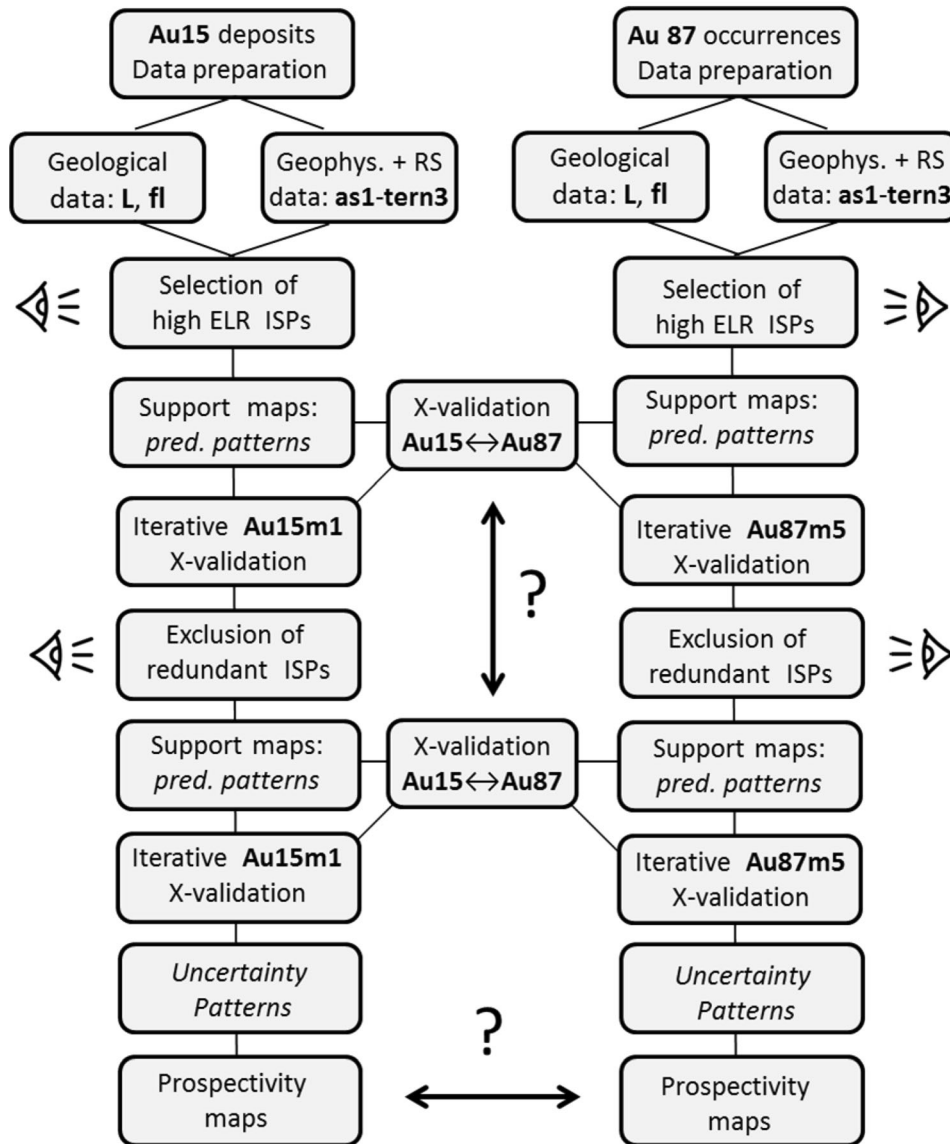 Au15 deposits
Data preparation
Au 87 occurrences
Data preparation
Geological
data: L, fl
Geophys. + RS
data: as1-tern3
Geological
data: L, fl
Geophys. + RS
data: as1-tern3
Selection of
high ELR ISPs
Selection of
high ELR ISPs
Support maps:
pred. patterns
X-validation
Au15↔Au87
Support maps:
pred. patterns
Iterative Au15m1
X-validation
Iterative Au87m5
X-validation
?
Exclusion of
redundant ISPs
Exclusion of
redundant ISPs
Support maps:
pred. patterns
X-validation
Au15↔Au87
Support maps:
pred. patterns
Iterative Au15m1
X-validation
Iterative Au87m5
X-validation
Uncertainty
Patterns
Uncertainty
Patterns
?
Prospectivity
maps
Prospectivity
maps